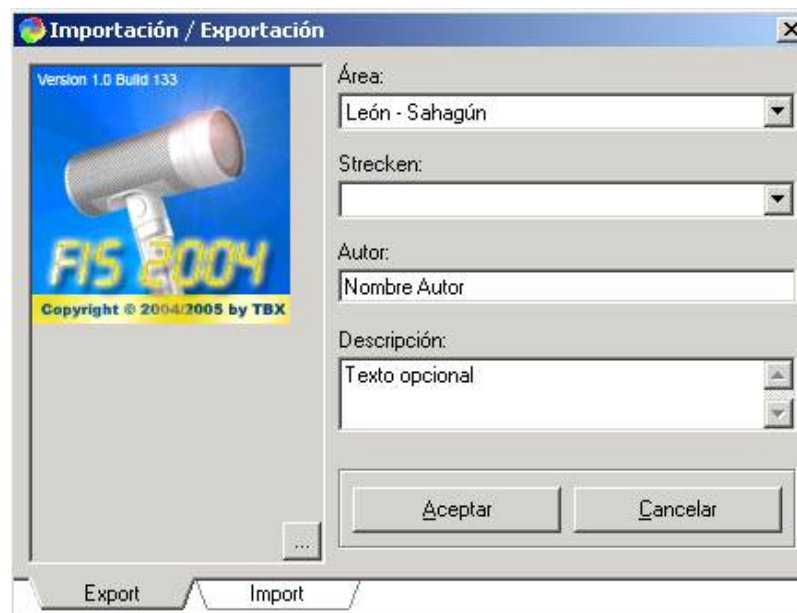 Importación / Exportación
Version 1.0 Build 133
FIS 2004
Copyright © 2004/2005 by TBX
Área:
León - Sahagún
Strecken:
Autor:
Nombre Autor
Descripción:
Texto opcional
...
Aceptar
Cancelar
Export
Import